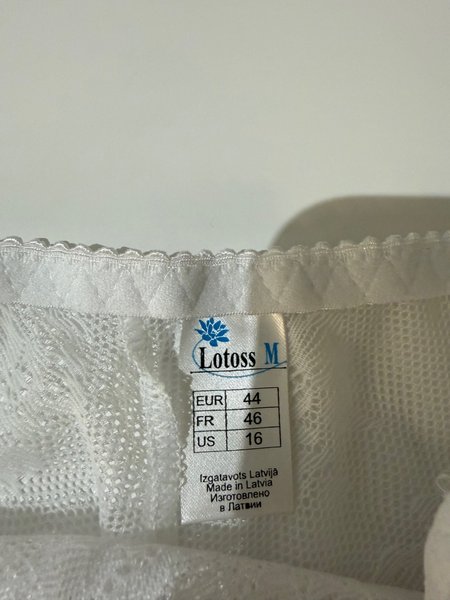 Lotoss M
EUR 44
FR 46
US 16
Izgatavots Latvijā
Made in Latvia
Изготовлено
в Латвии